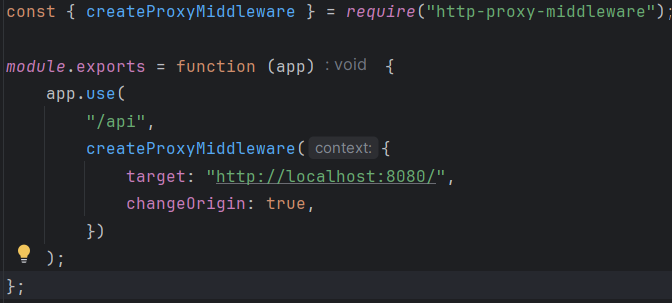 const { createProxyMiddleware } = require("http-proxy-middleware");
module.exports = function (app) : void {
app.use(
"/api",
createProxyMiddleware( context: {
target: "http://localhost:8080/",
changeOrigin: true,
})
);
};